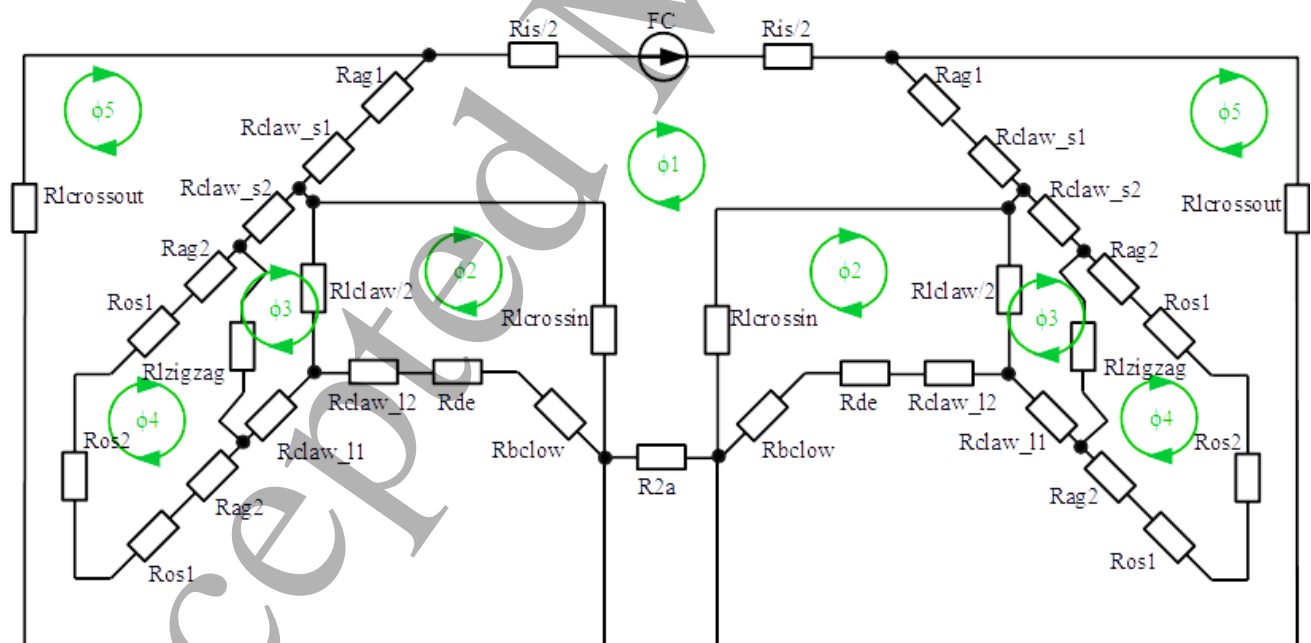 FC
Ris/2
Ris/2
Rag1
Rag1
ϕ5
ϕ5
Rclaw_s1
Rclaw_s1
ϕ1
Rclaw_s2
Rclaw_s2
Rlcrossout
Rlcrossout
Rag2
Rag2
ϕ2
ϕ2
Rlclaw/2
Rlclaw/2
Ros1
Ros1
ϕ3
ϕ3
Rlcrossin
Rlcrossin
Rlzigzag
Rlzigzag
Rclaw_l2
Rde
Rde
Rclaw_l2
ϕ4
ϕ4
Ros2
Ros2
Rclaw_l1
Rclaw_l1
Rbclow
Rbclow
R2a
Rag2
Rag2
Ros1
Ros1
cepted M